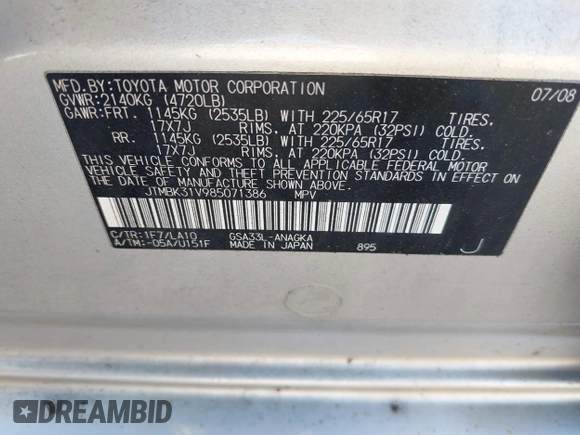 MFD.BY:TOYOTA MOTOR CORPORATION 07/08
GVWR:2140KG (4720LB)
GAWR:FRT. 1145KG (2535LB) WITH 225/65R17 TIRES,
17X7J RIMS, AT 220KPA (32PSI) COLD.
RR. 1145KG (2535LB) WITH 225/65R17 TIRES,
17X7J RIMS, AT 220KPA (32PSI) COLD.
THIS VEHICLE CONFORMS TO ALL APPLICABLE FEDERAL MOTOR
VEHICLE SAFETY STANDARDS IN EFFECT ON
THE DATE OF MANUFACTURE SHOWN ABOVE.
JTMBK31V985071386 MPV
C/TR:1F7/LA10 GSA33L-ANAGKA
A/TM:-05A/U151F MADE IN JAPAN 895 J
DREAMBID